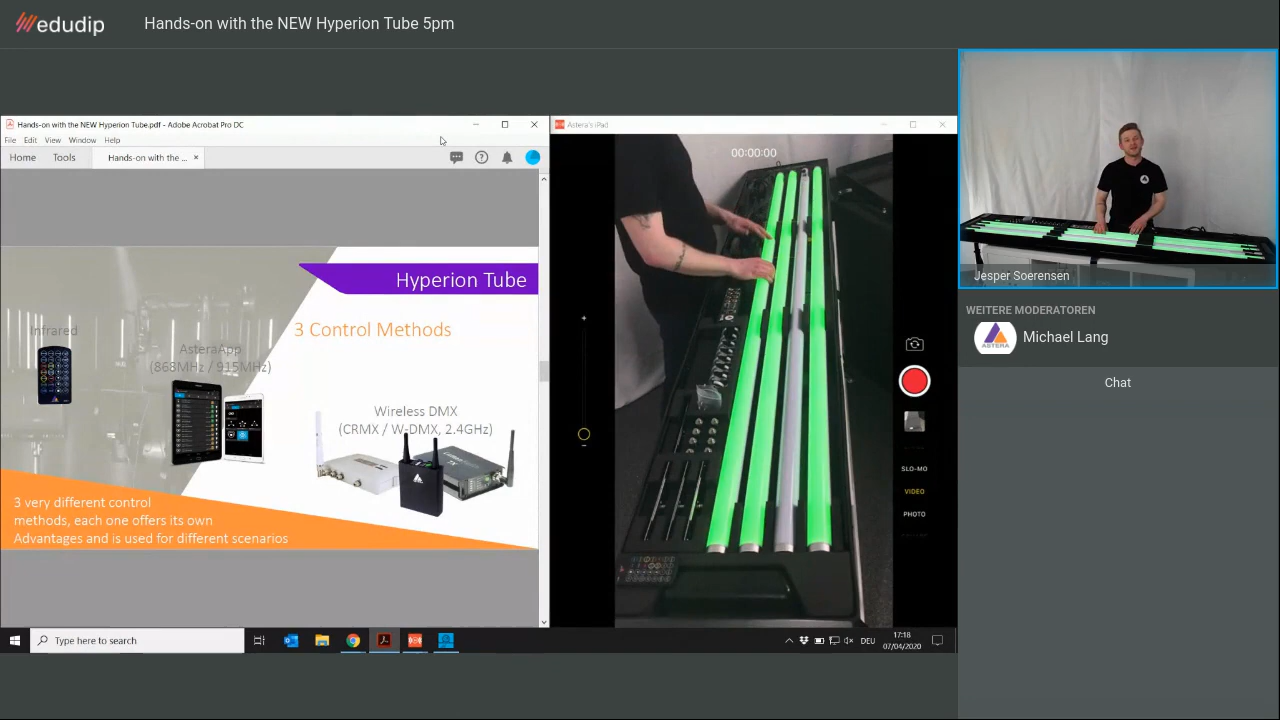 edudip
Hands-on with the NEW Hyperion Tube 5pm
Hands-on with the NEW Hyperion Tube.pdf - Adobe Acrobat Pro DC
File Edit View Window Help
Home Tools Hands-on with the ... ×
Hyperion Tube
3 Control Methods
Infrared
AsteraApp
(868MHz / 915MHz)
Wireless DMX
(CRMX / W-DMX, 2.4GHz)
3 very different control
methods, each one offers its own
Advantages and is used for different scenarios
Astera's iPad
00:00:00
SLO-MO
VIDEO
PHOTO
Type here to search
DEU
17:18
07/04/2020
Jesper Soerensen
WEITERE MODERATOREN
ASTERA
Michael Lang
Chat